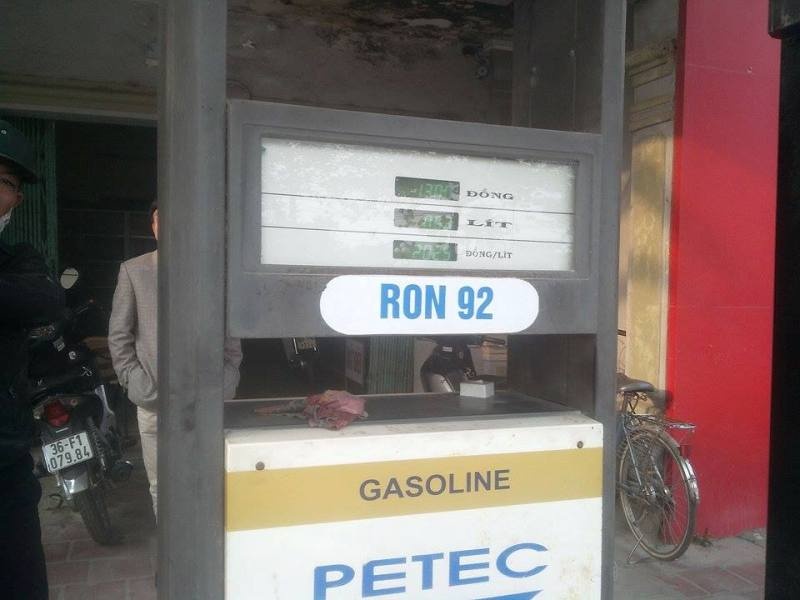 ĐỒNG
LÍT
ĐỒNG/LÍT
RON 92
GASOLINE
PETEC
36-F1
079.84